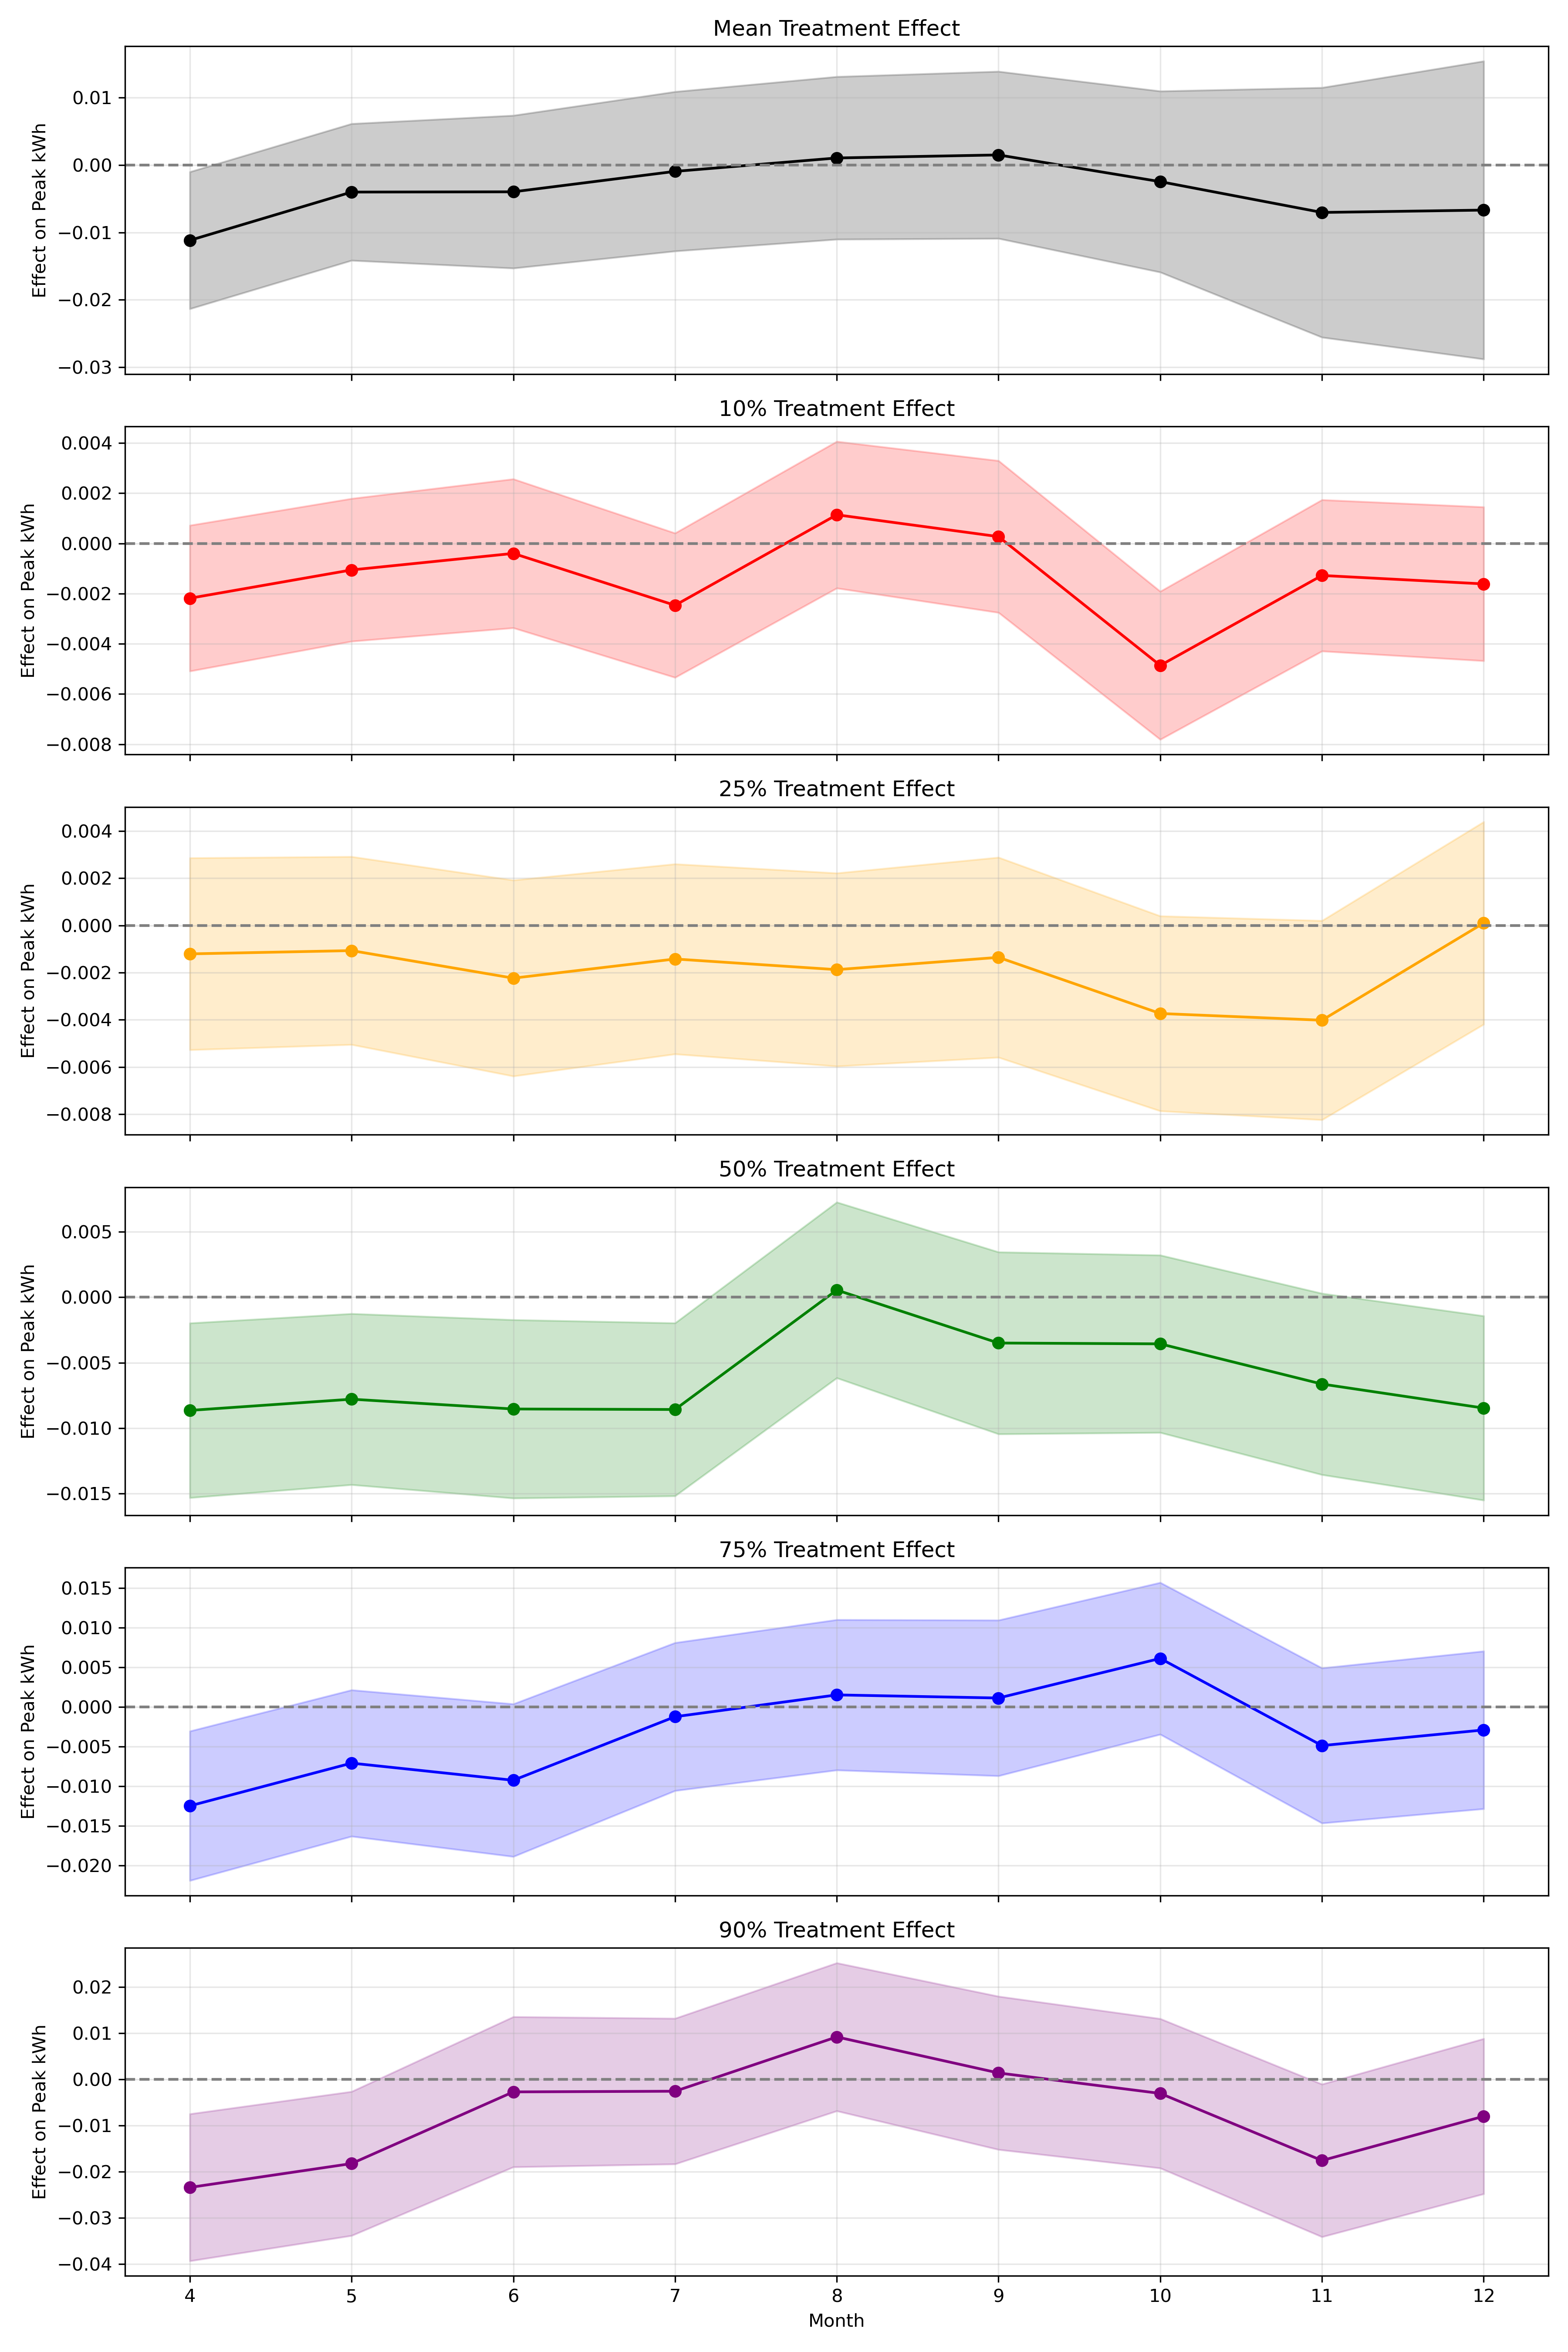 Mean Treatment Effect
Effect on Peak kWh
0.01
0.00
−0.01
−0.02
−0.03
10% Treatment Effect
Effect on Peak kWh
0.004
0.002
0.000
−0.002
−0.004
−0.006
−0.008
25% Treatment Effect
Effect on Peak kWh
0.004
0.002
0.000
−0.002
−0.004
−0.006
−0.008
50% Treatment Effect
Effect on Peak kWh
0.005
0.000
−0.005
−0.010
−0.015
75% Treatment Effect
Effect on Peak kWh
0.015
0.010
0.005
0.000
−0.005
−0.010
−0.015
−0.020
90% Treatment Effect
Effect on Peak kWh
0.02
0.01
0.00
−0.01
−0.02
−0.03
−0.04
4 5 6 7 8 9 10 11 12
Month